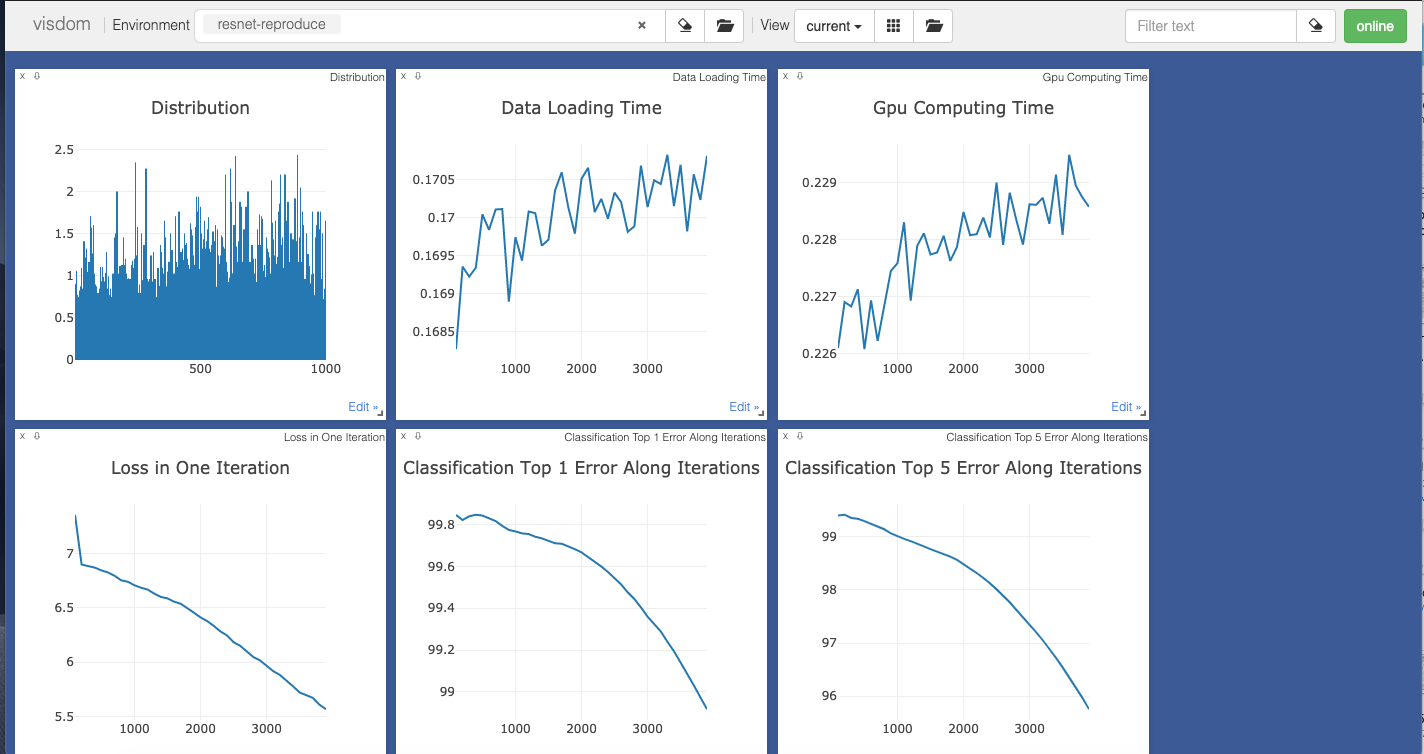 visdom Environment resnet-reproduce × View current Filter text online
x Distribution
Distribution
2.5
2
1.5
1
0.5
0
500 1000
Edit »
x Data Loading Time
Data Loading Time
0.1705
0.17
0.1695
0.169
0.1685
1000 2000 3000
Edit »
x Gpu Computing Time
Gpu Computing Time
0.229
0.228
0.227
0.226
1000 2000 3000
Edit »
x Loss in One Iteration
Loss in One Iteration
7
6.5
6
5.5
1000 2000 3000
x Classification Top 1 Error Along Iterations
Classification Top 1 Error Along Iterations
99.8
99.6
99.4
99.2
99
1000 2000 3000
x Classification Top 5 Error Along Iterations
Classification Top 5 Error Along Iterations
99
98
97
96
1000 2000 3000